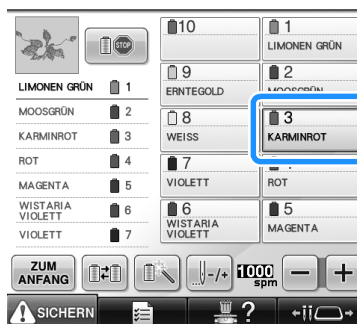 STOP
LIMONEN GRÜN 1
MOOSGRÜN 2
KARMINROT 3
ROT 4
MAGENTA 5
WISTARIA
VIOLETT 6
VIOLETT 7
10
1
LIMONEN GRÜN
9
ERNTEGOLD
2
MOOSGRÜN
8
WEISS
3
KARMINROT
7
VIOLETT
ROT
6
WISTARIA
VIOLETT
5
MAGENTA
ZUM
ANFANG
-/+
1000
spm
- +
SICHERN
?